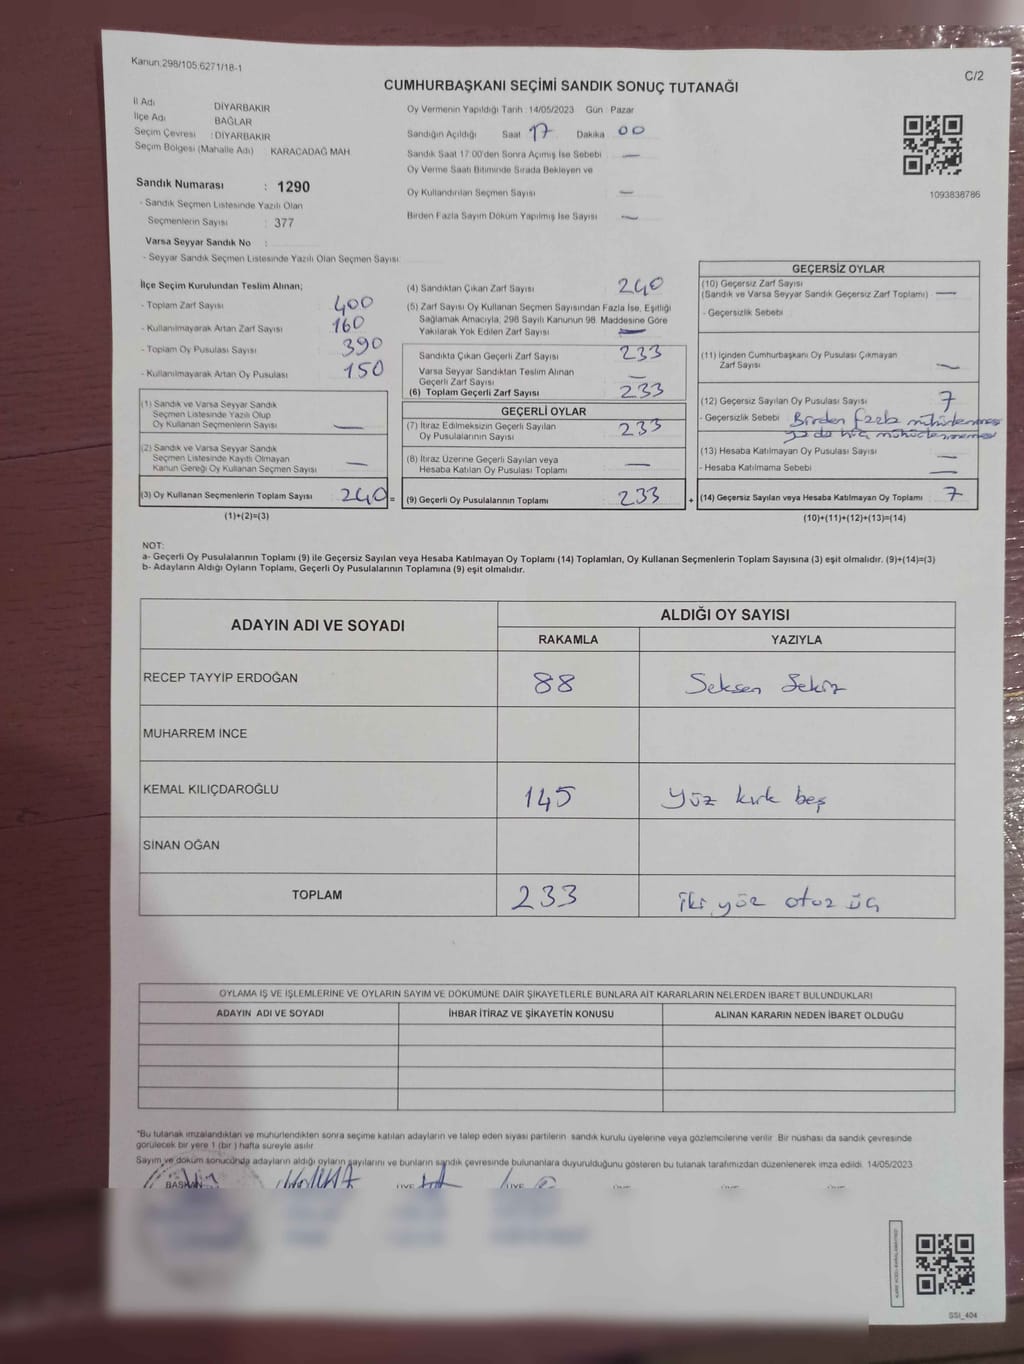 Kanun:298/105;6271/18-1
C/2
CUMHURBAŞKANI SEÇİMİ SANDIK SONUÇ TUTANAĞI
İl Adı DİYARBAKIR
İlçe Adı BAĞLAR
Seçim Çevresi : DİYARBAKIR
Seçim Bölgesi (Mahalle Adı) KARACADAĞ MAH
Sandık Numarası : 1290
- Sandık Seçmen Listesinde Yazılı Olan
Seçmenlerin Sayısı : 377
Varsa Seyyar Sandık No :
- Seyyar Sandık Seçmen Listesinde Yazılı Olan Seçmen Sayısı:
Oy Vermenin Yapıldığı Tarih :14/05/2023 Gün : Pazar
Sandığın Açıldığı Saat 17 Dakika 00
Sandık Saat 17:00'den Sonra Açımış İse Sebebi —
Oy Verme Saati Bitiminde Sırada Bekleyen ve
Oy Kullandırılan Seçmen Sayısı —
Birden Fazla Sayım Döküm Yapılmış İse Sayısı —
1093838786
İlçe Seçim Kurulundan Teslim Alınan;
- Toplam Zarf Sayısı 400
- Kullanılmayarak Artan Zarf Sayısı 160
- Toplam Oy Pusulası Sayısı 390
- Kullanılmayarak Artan Oy Pusulası 150
(1) Sandık ve Varsa Seyyar Sandık
Seçmen Listesinde Yazılı Olup
Oy Kullanan Seçmenlerin Sayısı —
(2) Sandık ve Varsa Seyyar Sandık
Seçmen Listesinde Kayıtlı Olmayan
Kanun Gereği Oy Kullanan Seçmen Sayısı —
(3) Oy Kullanan Seçmenlerin Toplam Sayısı 240 =
(1)+(2)=(3)
(4) Sandıktan Çıkan Zarf Sayısı 240
(5) Zarf Sayısı Oy Kullanan Seçmen Sayısından Fazla İse, Eşitliği
Sağlamak Amacıyla, 298 Sayılı Kanunun 98. Maddesine Göre
Yakılarak Yok Edilen Zarf Sayısı —
Sandıkta Çıkan Geçerli Zarf Sayısı 233
Varsa Seyyar Sandıktan Teslim Alınan
Geçerli Zarf Sayısı —
(6) Toplam Geçerli Zarf Sayısı 233
GEÇERLİ OYLAR
(7) İtiraz Edilmeksizin Geçerli Sayılan
Oy Pusulalarının Sayısı 233
(8) İtiraz Üzerine Geçerli Sayılan veya
Hesaba Katılan Oy Pusulası Toplamı —
(9) Geçerli Oy Pusulalarının Toplamı 233 +
GEÇERSİZ OYLAR
(10) Geçersiz Zarf Sayısı
(Sandık ve Varsa Seyyar Sandık Geçersiz Zarf Toplamı) —
- Geçersizlik Sebebi
(11) İçinden Cumhurbaşkanı Oy Pusulası Çıkmayan
Zarf Sayısı —
(12) Geçersiz Sayılan Oy Pusulası Sayısı 7
- Geçersizlik Sebebi Birden fazla mühürlenmesi
ya da hiç mühürlenmemesi
(13) Hesaba Katılmayan Oy Pusulası Sayısı —
- Hesaba Katılmama Sebebi —
(14) Geçersiz Sayılan veya Hesaba Katılmayan Oy Toplamı 7
(10)+(11)+(12)+(13)=(14)
NOT:
a- Geçerli Oy Pusulalarının Toplamı (9) ile Geçersiz Sayılan veya Hesaba Katılmayan Oy Toplamı (14) Toplamları, Oy Kullanan Seçmenlerin Toplam Sayısına (3) eşit olmalıdır. (9)+(14)=(3)
b- Adayların Aldığı Oyların Toplamı, Geçerli Oy Pusulalarının Toplamına (9) eşit olmalıdır.
ADAYIN ADI VE SOYADI ALDIĞI OY SAYISI
RAKAMLA YAZIYLA
RECEP TAYYİP ERDOĞAN 88 Seksen Sekiz
MUHARREM İNCE
KEMAL KILIÇDAROĞLU 145 Yüz kırk beş
SİNAN OĞAN
TOPLAM 233 iki yüz otuz üç
OYLAMA İŞ VE İŞLEMLERİNE VE OYLARIN SAYIM VE DÖKÜMÜNE DAİR ŞİKAYETLERLE BUNLARA AİT KARARLARIN NELERDEN İBARET BULUNDUKLARI
ADAYIN ADI VE SOYADI İHBAR İTİRAZ VE ŞİKAYETİN KONUSU ALINAN KARARIN NEDEN İBARET OLDUĞU
*Bu tutanak imzalandıktan ve mühürlendikten sonra seçime katılan adayların ve talep eden siyasi partilerin sandık kurulu üyelerine veya gözlemcilerine verilir. Bir nüshası da sandık çevresinde
görülecek bir yere 1 (bir ) hafta süreyle asılır
Sayım ve döküm sonucunda adayların aldığı oyların sayılarını ve bunların sandık çevresinde bulunanlara duyurulduğunu gösteren bu tutanak tarafımızdan düzenlenerek imza edildi. 14/05/2023
BAŞKAN
SSI_404